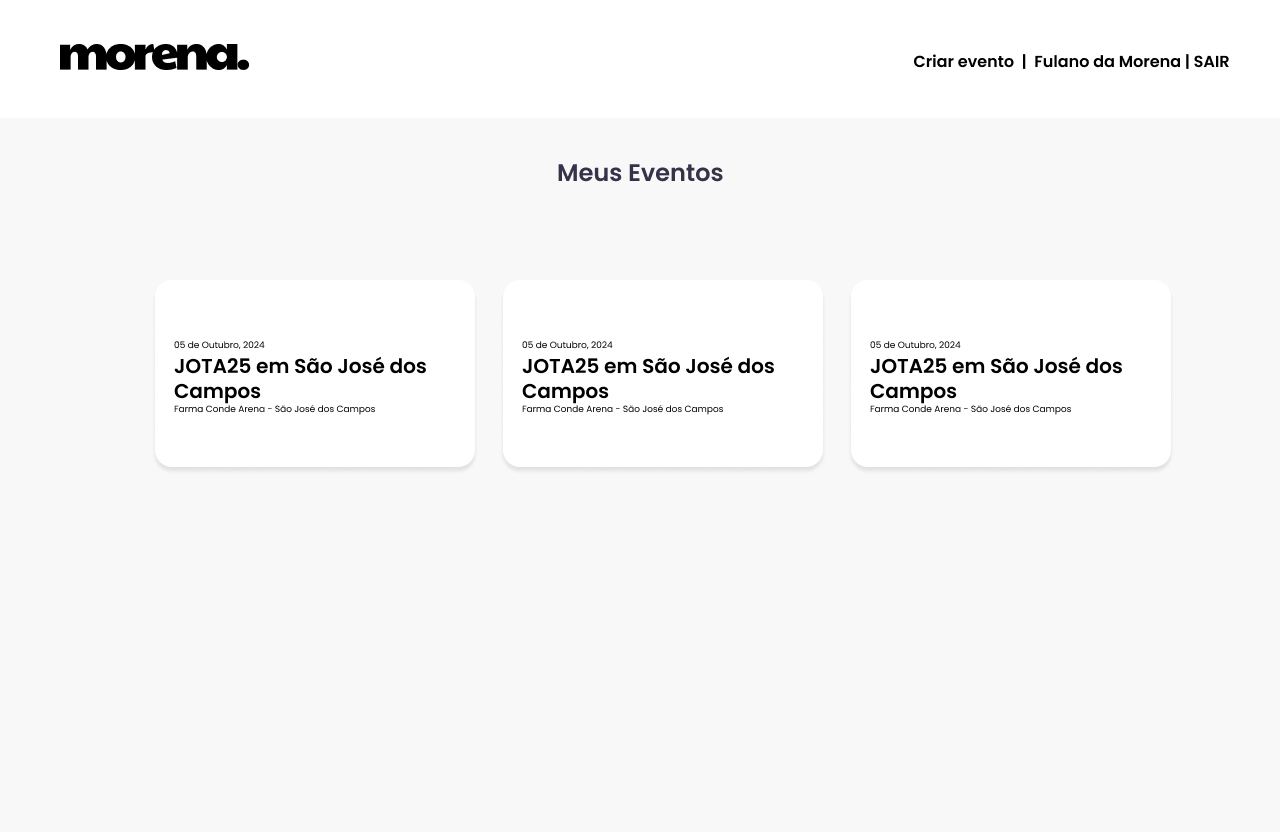 morena.
Criar evento | Fulano da Morena | SAIR
Meus Eventos
05 de Outubro, 2024
JOTA25 em São José dos
Campos
Farma Conde Arena - São José dos Campos
05 de Outubro, 2024
JOTA25 em São José dos
Campos
Farma Conde Arena - São José dos Campos
05 de Outubro, 2024
JOTA25 em São José dos
Campos
Farma Conde Arena - São José dos Campos